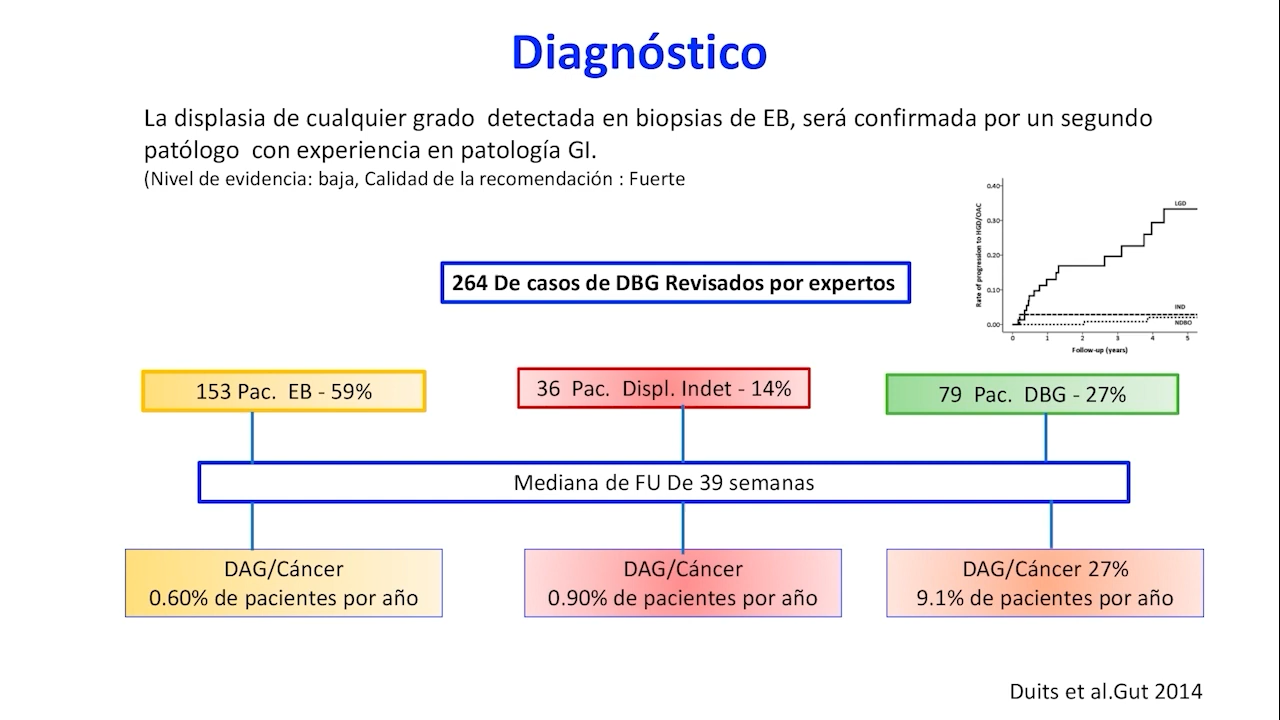 Diagnóstico
La displasia de cualquier grado detectada en biopsias de EB, será confirmada por un segundo
patólogo con experiencia en patología GI.
(Nivel de evidencia: baja, Calidad de la recomendación : Fuerte
0.40
0.30
0.20
0.10
0.00
Rate of progression to HGD/OAC
LGD
IND
NDBO
0 1 2 3 4 5
Follow-up (years)
264 De casos de DBG Revisados por expertos
153 Pac. EB - 59%
36 Pac. Displ. Indet - 14%
79 Pac. DBG - 27%
Mediana de FU De 39 semanas
DAG/Cáncer
0.60% de pacientes por año
DAG/Cáncer
0.90% de pacientes por año
DAG/Cáncer 27%
9.1% de pacientes por año
Duits et al.Gut 2014